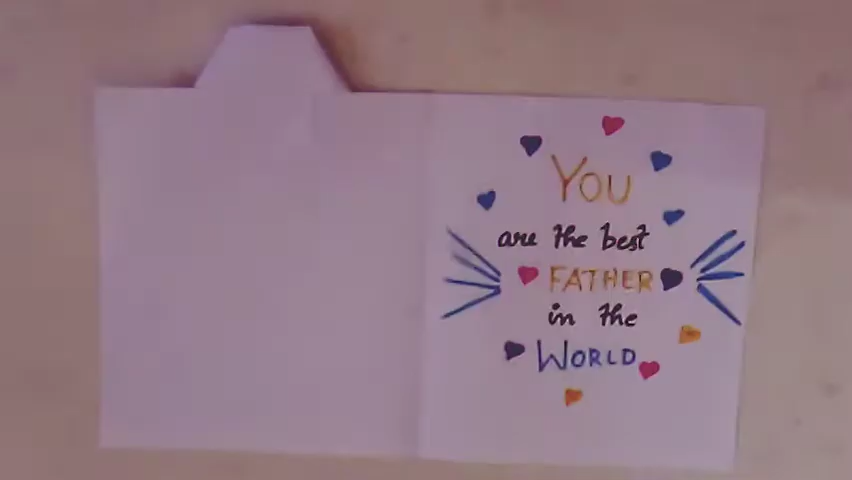 YOU
are the best
FATHER
in the
WORLD